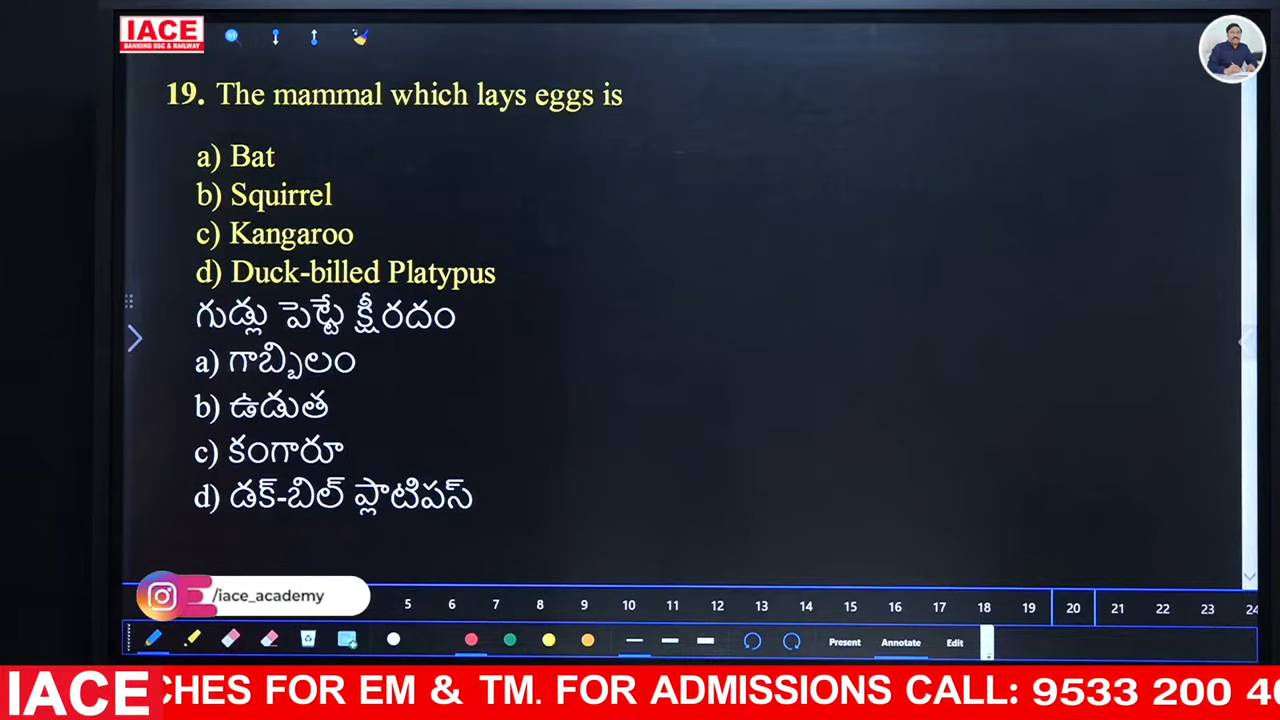 IACE
BANKING SSC & RAILWAY
19. The mammal which lays eggs is
a) Bat
b) Squirrel
c) Kangaroo
d) Duck-billed Platypus
గుడ్లు పెట్టే క్షీరదం
a) గాబ్బిలం
b) ఉడుత
c) కంగారూ
d) డక్-బిల్ ప్లాటిపస్
/iace_academy
5 6 7 8 9 10 11 12 13 14 15 16 17 18 19 20 21 22 23 24
Present Annotate Edit
IACE CHES FOR EM & TM. FOR ADMISSIONS CALL: 9533 200 40